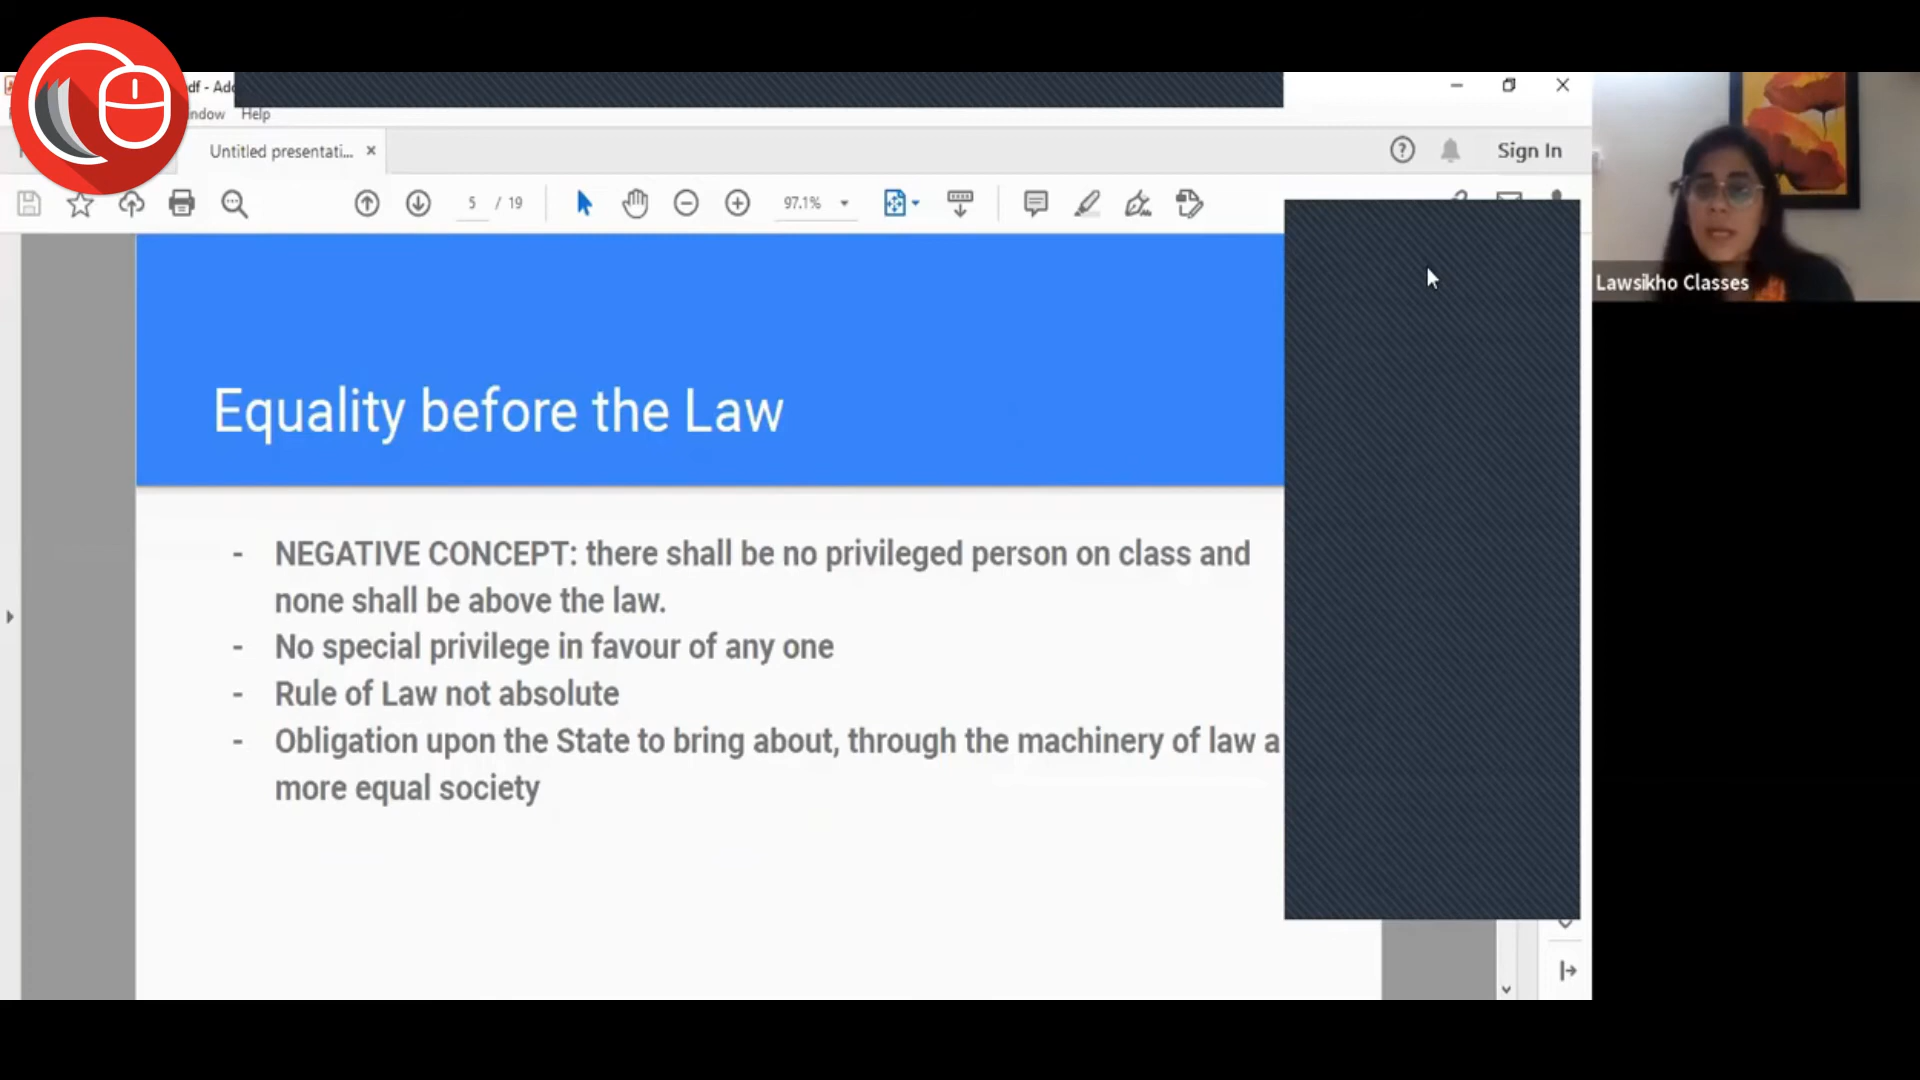 df - Ado
ndow Help
Untitled presentati...
Sign In
5 / 19
97.1%
Lawsikho Classes
Equality before the Law
- NEGATIVE CONCEPT: there shall be no privileged person on class and
none shall be above the law.
- No special privilege in favour of any one
- Rule of Law not absolute
- Obligation upon the State to bring about, through the machinery of law a
more equal society